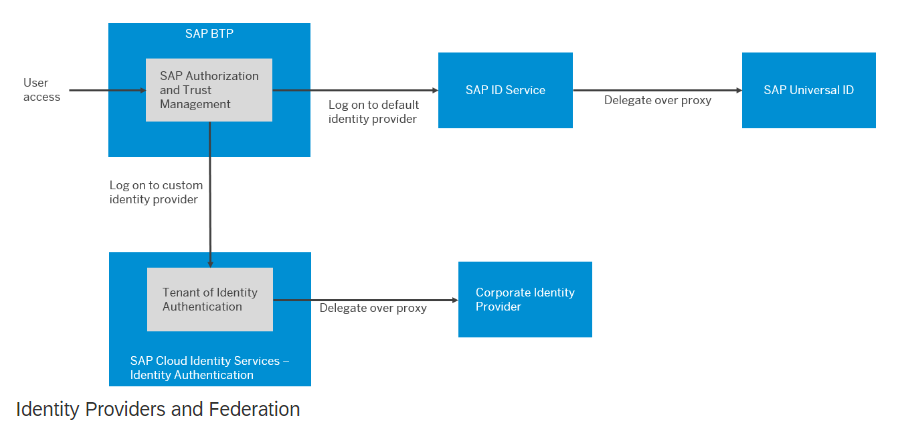 SAP BTP
User
access
SAP Authorization
and Trust
Management
Log on to default
identity provider
SAP ID Service
Delegate over proxy
SAP Universal ID
Log on to custom
identity provider
Tenant of Identity
Authentication
Delegate over proxy
Corporate Identity
Provider
SAP Cloud Identity Services –
Identity Authentication
Identity Providers and Federation